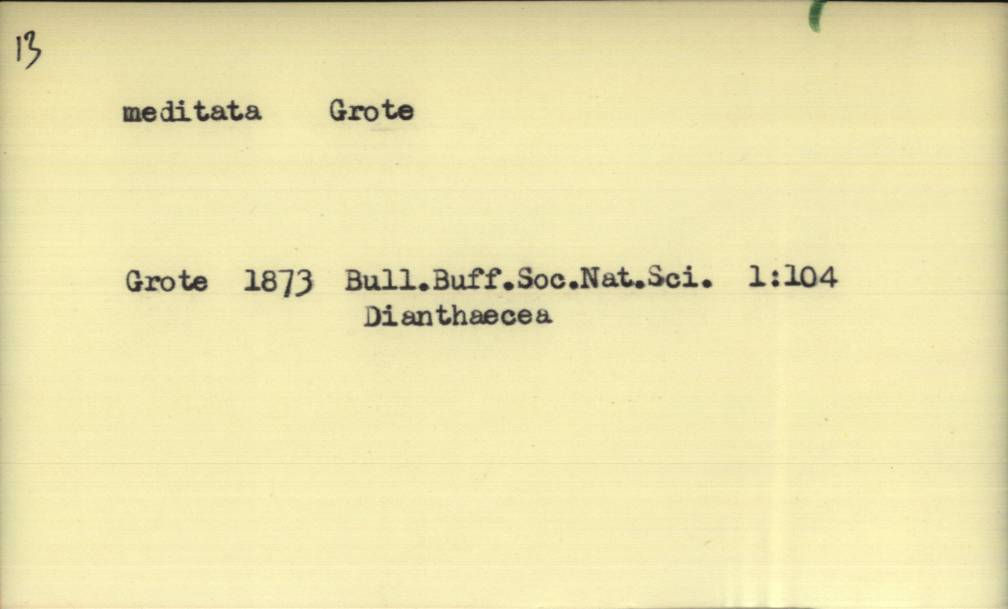 13
meditata Grote
Grote 1873 Bull.Buff.Soc.Nat.Sci. 1:104
Dianthaecea